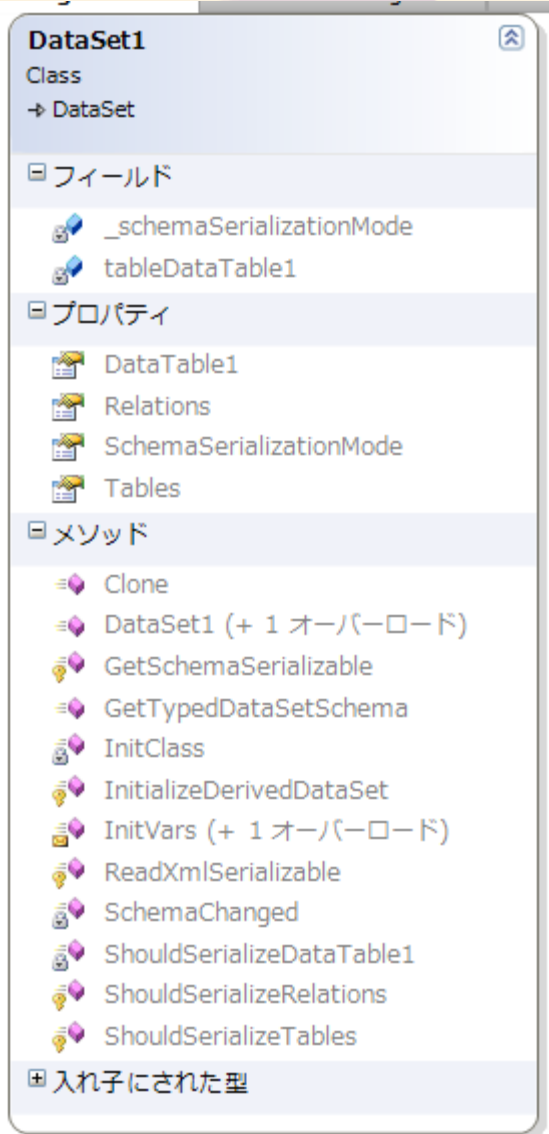 DataSet1
Class
DataSet
フィールド
_schemaSerializationMode
tableDataTable1
プロパティ
DataTable1
Relations
SchemaSerializationMode
Tables
メソッド
Clone
DataSet1 (+ 1 オーバーロード)
GetSchemaSerializable
GetTypedDataSetSchema
InitClass
InitializeDerivedDataSet
InitVars (+ 1 オーバーロード)
ReadXmlSerializable
SchemaChanged
ShouldSerializeDataTable1
ShouldSerializeRelations
ShouldSerializeTables
入れ子にされた型